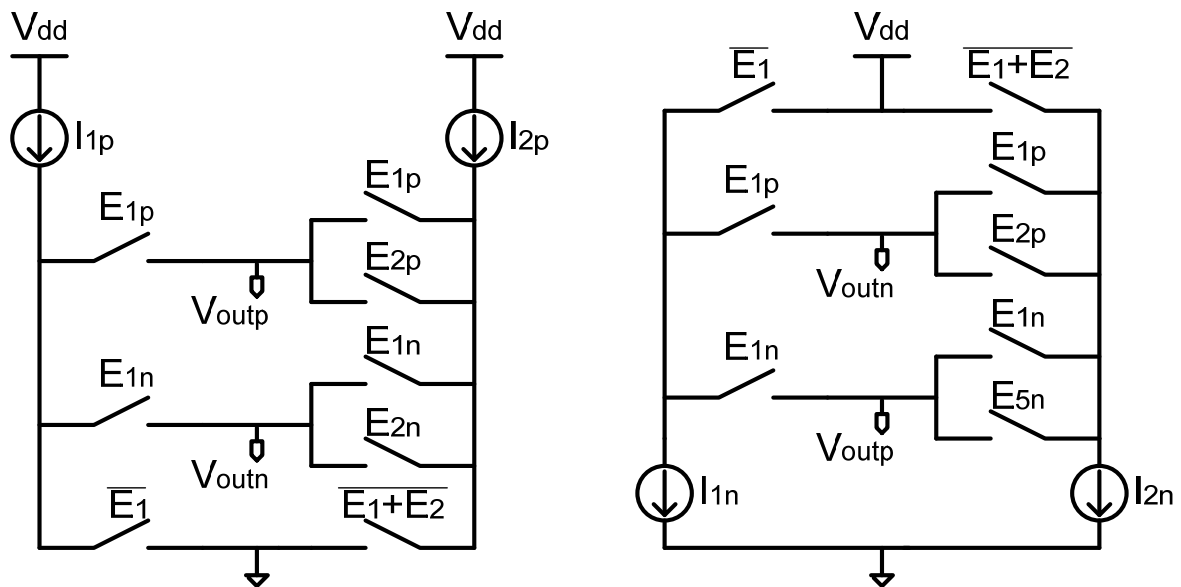 Vdd
Vdd
I1p
I2p
E1p
E1p
E2p
Voutp
E1n
E1n
E2n
Voutn
E1
E1+E2
Vdd
E1
E1+E2
E1p
E1p
E2p
Voutn
E1n
E1n
E5n
Voutp
I1n
I2n